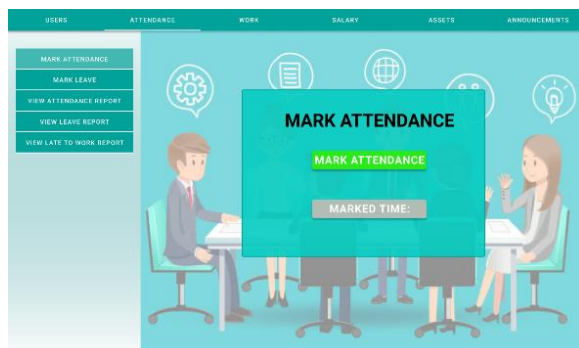 USERS ATTENDANCE WORK SALARY ASSETS ANNOUNCEMENTS
MARK ATTENDANCE
MARK LEAVE
VIEW ATTENDANCE REPORT
VIEW LEAVE REPORT
VIEW LATE TO WORK REPORT
MARK ATTENDANCE
MARK ATTENDANCE
MARKED TIME: